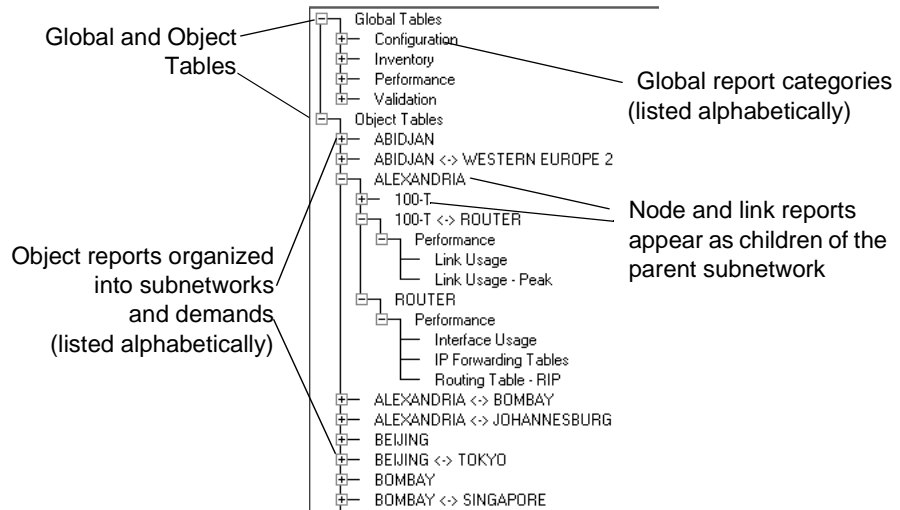 Global and Object
Tables
Object reports organized
into subnetworks
and demands
(listed alphabetically)
Global Tables
Configuration
Inventory
Performance
Validation
Object Tables
ABIDJAN
ABIDJAN <-> WESTERN EUROPE 2
ALEXANDRIA
100-T
100-T <-> ROUTER
Performance
Link Usage
Link Usage - Peak
ROUTER
Performance
Interface Usage
IP Forwarding Tables
Routing Table - RIP
ALEXANDRIA <-> BOMBAY
ALEXANDRIA <-> JOHANNESBURG
BEIJING
BEIJING <-> TOKYO
BOMBAY
BOMBAY <-> SINGAPORE
Global report categories
(listed alphabetically)
Node and link reports
appear as children of the
parent subnetwork